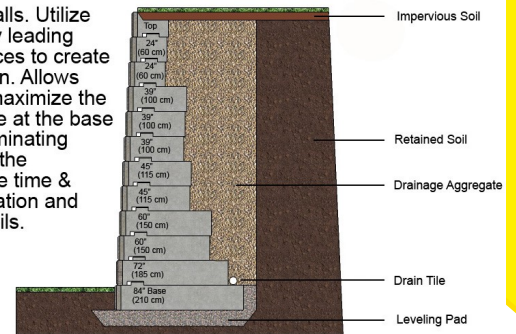 alls. Utilize
y leading
ces to create
n. Allows
naximize the
e at the base
minating
the
e time &
ation and
ils.
Top
24"
(60 cm)
24"
(60 cm)
39"
(100 cm)
39"
(100 cm)
39"
(100 cm)
45"
(115 cm)
45"
(115 cm)
60"
(150 cm)
60"
(150 cm)
72"
(185 cm)
84" Base
(210 cm)
Impervious Soil
Retained Soil
Drainage Aggregate
Drain Tile
Leveling Pad